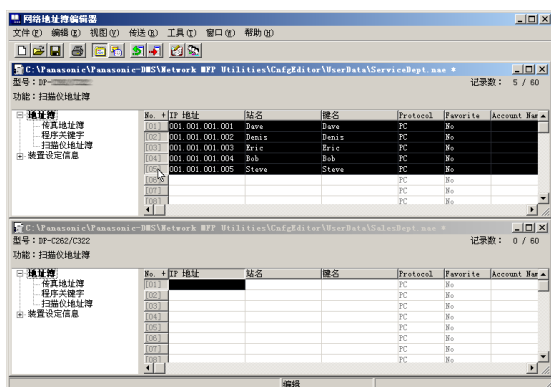 网络地址簿编辑器
文件(F) 编辑(E) 视图(V) 传送(B) 工具(T) 窗口(W) 帮助(H)
C:\Panasonic\Panasonic-DMS\Network MFP Utilities\CnfgEditor\UserData\ServiceDept.nae *
型号：DP- 记录数： 5 / 60
功能：扫描仪地址簿
地址簿
传真地址簿
程序关键字
扫描仪地址簿
装置设定信息
No. + IP 地址 站名 键名 Protocol Favorite Account Nam
[01] 001.001.001.001 Dave Dave PC No
[02] 001.001.001.002 Denis Denis PC No
[03] 001.001.001.003 Eric Eric PC No
[04] 001.001.001.004 Bob Bob PC No
[05] 001.001.001.005 Steve Steve PC No
[06] PC No
[07] PC No
[08] PC No
C:\Panasonic\Panasonic-DMS\Network MFP Utilities\CnfgEditor\UserData\SalesDept.nae *
型号：DP-C262/C322 记录数： 0 / 60
功能：扫描仪地址簿
地址簿
传真地址簿
程序关键字
扫描仪地址簿
装置设定信息
No. + IP 地址 站名 键名 Protocol Favorite Account Nam
[01] PC No
[02] PC No
[03] PC No
[04] PC No
[05] PC No
[06] PC No
[07] PC No
[08] PC No
编辑